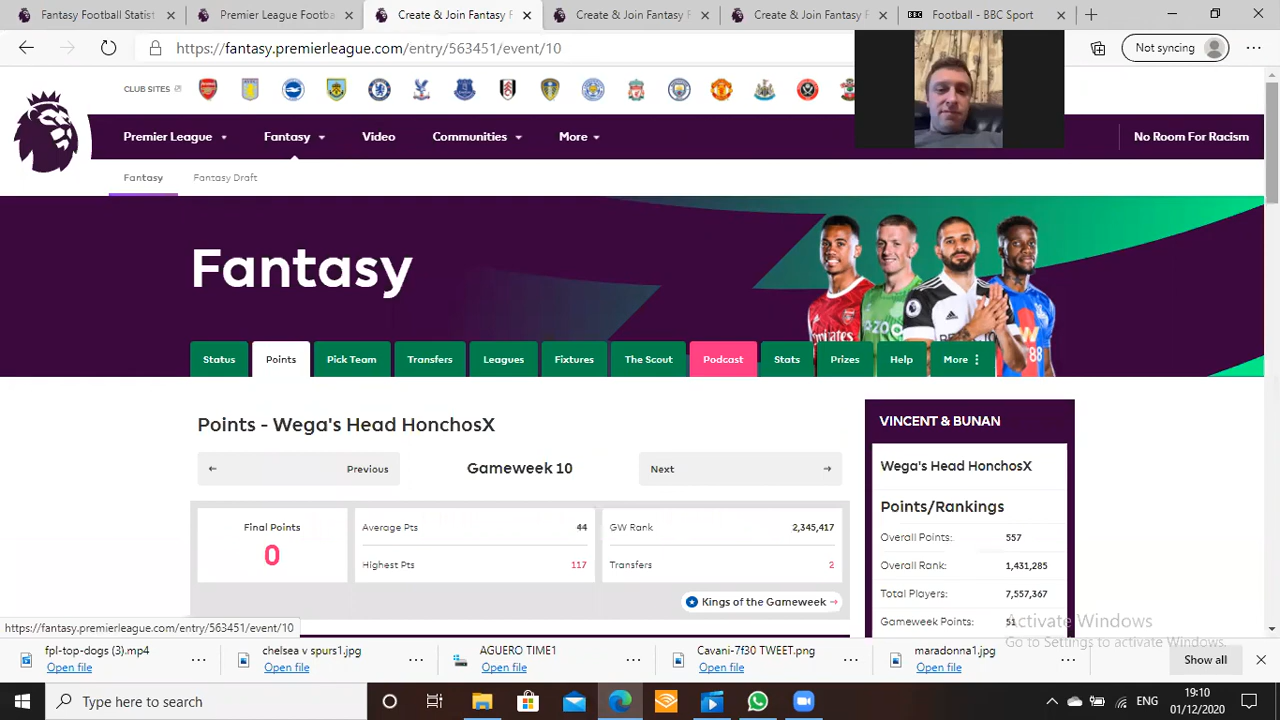 Fantasy Football Statist
Premier League Footba
Create & Join Fantasy F
Create & Join Fantasy F
Create & Join Fantasy F
BBC Football - BBC Sport
https://fantasy.premierleague.com/entry/563451/event/10
Not syncing
CLUB SITES
Premier League
Fantasy
Video
Communities
More
No Room For Racism
Fantasy
Fantasy Draft
Fantasy
Status
Points
Pick Team
Transfers
Leagues
Fixtures
The Scout
Podcast
Stats
Prizes
Help
More
Points - Wega's Head HonchosX
Previous
Gameweek 10
Next
Final Points
0
Average Pts 44
Highest Pts 117
GW Rank 2,345,417
Transfers 2
Kings of the Gameweek
VINCENT & BUNAN
Wega's Head HonchosX
Points/Rankings
Overall Points: 557
Overall Rank: 1,431,285
Total Players: 7,557,367
Gameweek Points: 51
Activate Windows
Go to Settings to activate Windows.
https://fantasy.premierleague.com/entry/563451/event/10
fpl-top-dogs (3).mp4
Open file
chelsea v spurs1.jpg
Open file
AGUERO TIME1
Open file
Cavani-7f30 TWEET.png
Open file
maradonna1.jpg
Open file
Show all
Type here to search
ENG
19:10
01/12/2020